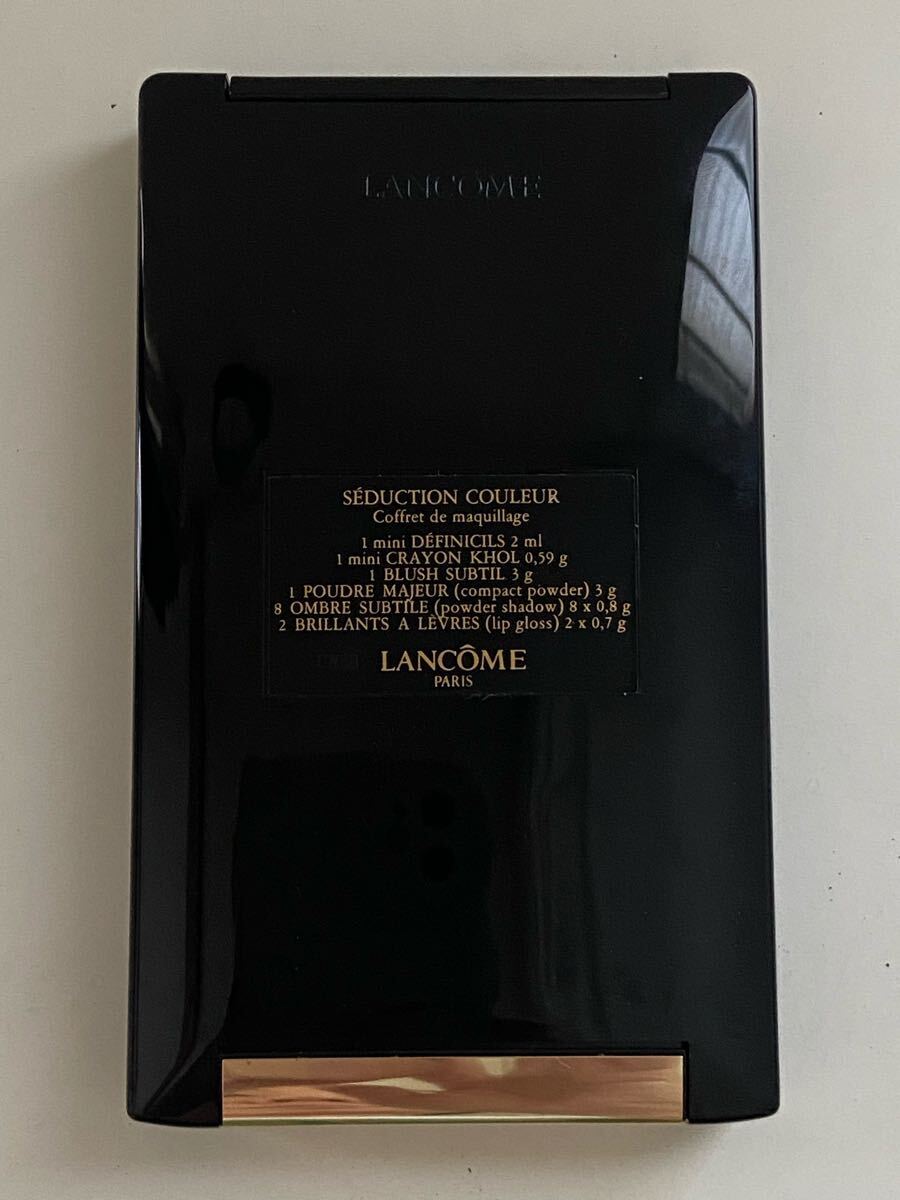 LANCÔME
SÉDUCTION COULEUR
Coffret de maquillage
1 mini DÉFINICILS 2 ml
1 mini CRAYON KHOL 0,59 g
1 BLUSH SUBTIL 3 g
1 POUDRE MAJEUR (compact powder) 3 g
8 OMBRE SUBTILE (powder shadow) 8 x 0,8 g
2 BRILLANTS A LÈVRES (lip gloss) 2 x 0,7 g
LANCÔME
PARIS